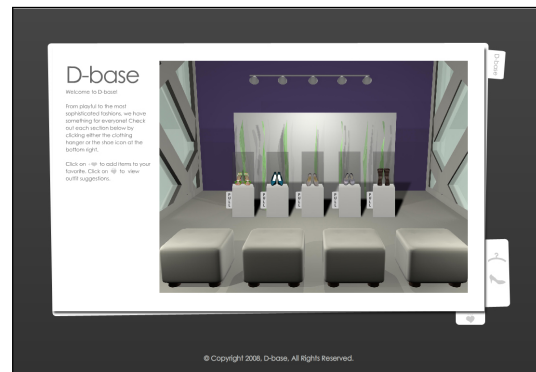 D-base
Welcome to D-base!
From playful to the most
sophisticated fashions, we have
something for everyone! Check
out each section below by
clicking either the clothing
hanger or the shoe icon at the
bottom right.
Click on to add items to your
favorite. Click on to view
outfit suggestions.
D-base
© Copyright 2008, D-base, All Rights Reserved.